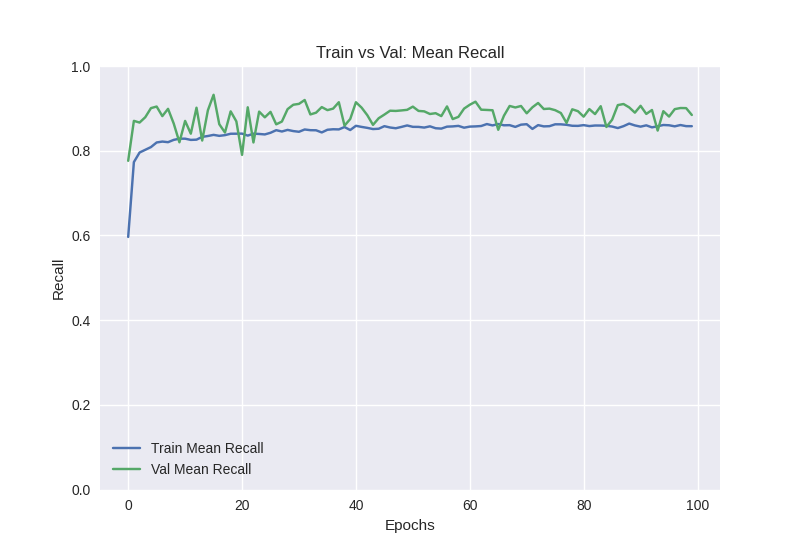 Train vs Val: Mean Recall
1.0
0.8
0.6
0.4
0.2
0.0
Recall
Train Mean Recall
Val Mean Recall
0 20 40 60 80 100
Epochs